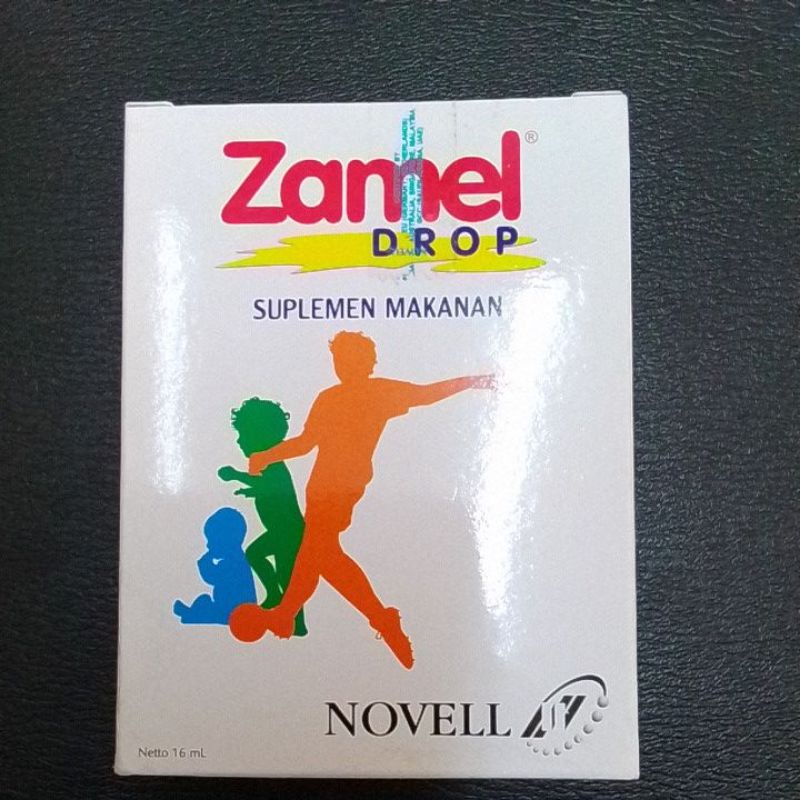 Zamel®
DROP
SUPLEMEN MAKANAN
NOVELL
Netto 16 mL